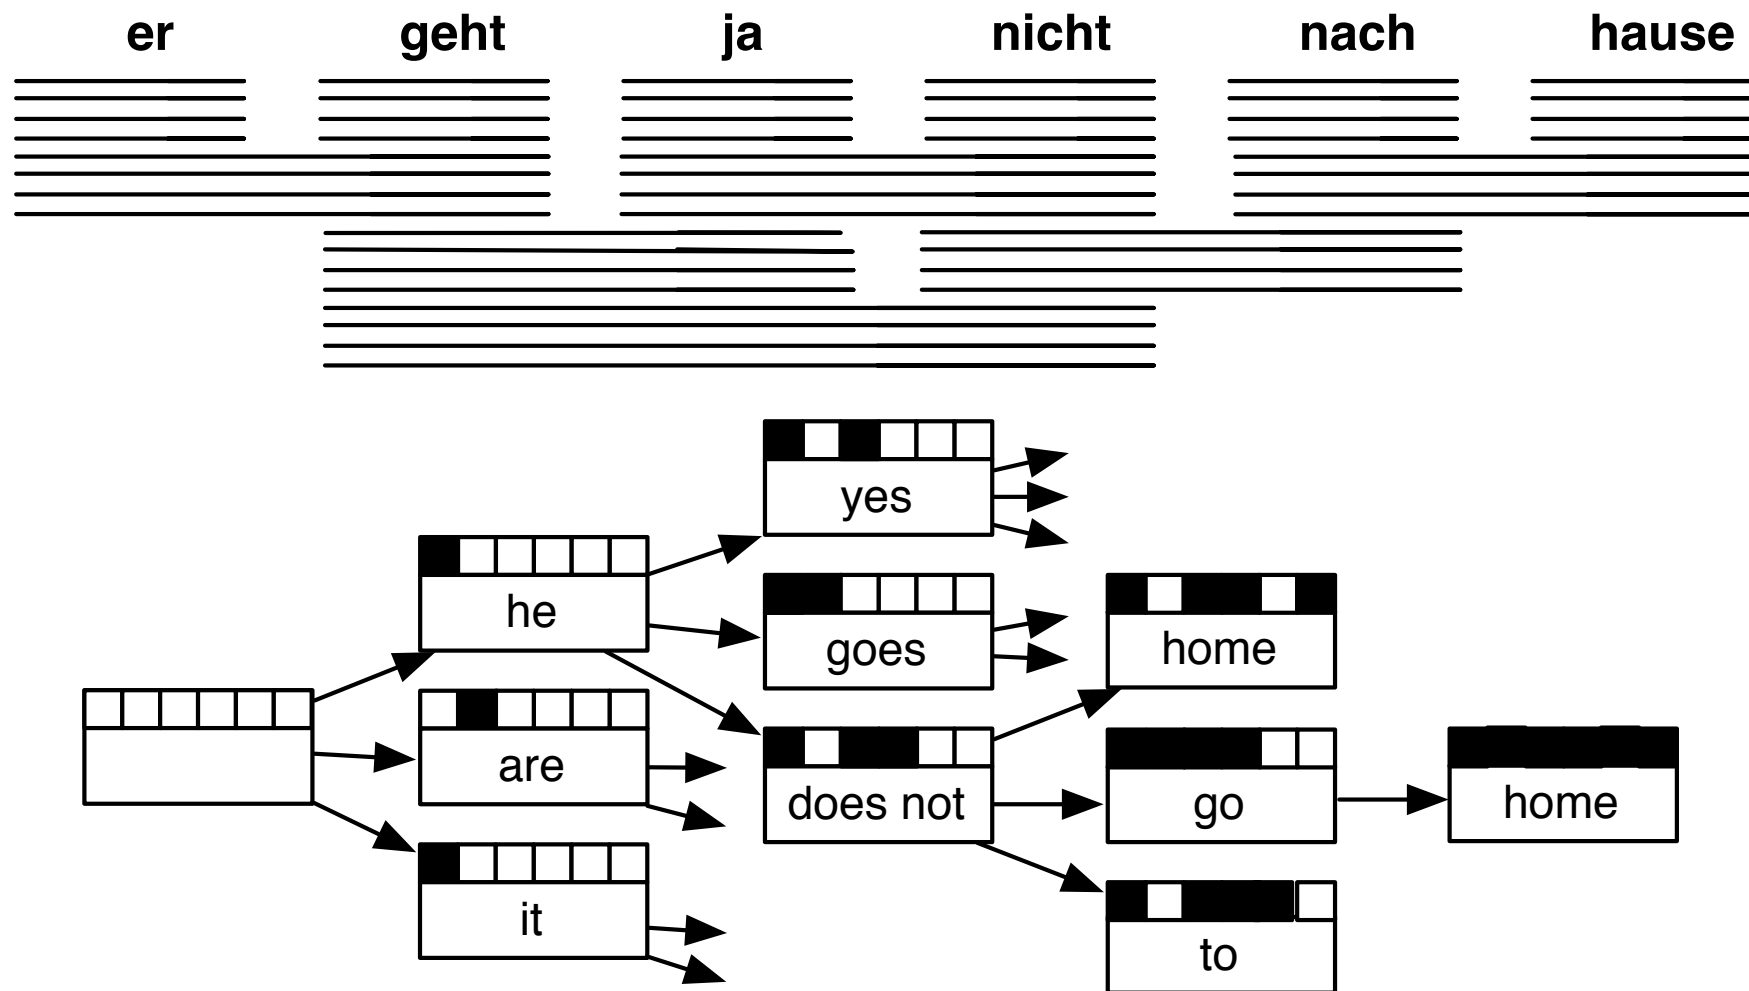 er geht ja nicht nach hause
yes
he
goes
home
are
does not
go
home
it
to